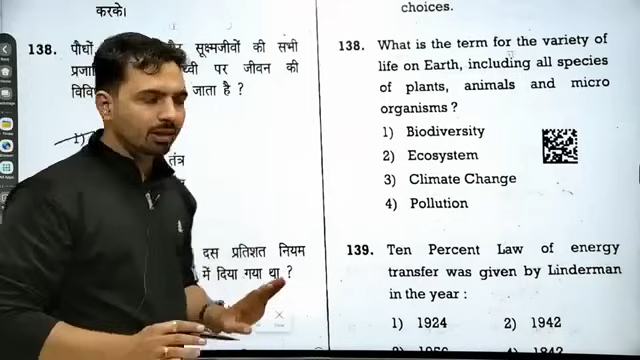 करके।
138. पौधों
सूक्ष्मजीवों की सभी
पर जीवन की
जाता है ?
1)
तंत्र
दस प्रतिशत नियम
में दिया गया था ?
choices.
138. What is the term for the variety of
life on Earth, including all species
of plants, animals and micro
organisms ?
1) Biodiversity
2) Ecosystem
3) Climate Change
4) Pollution
139. Ten Percent Law of energy
transfer was given by Linderman
in the year :
1) 1924 2) 1942